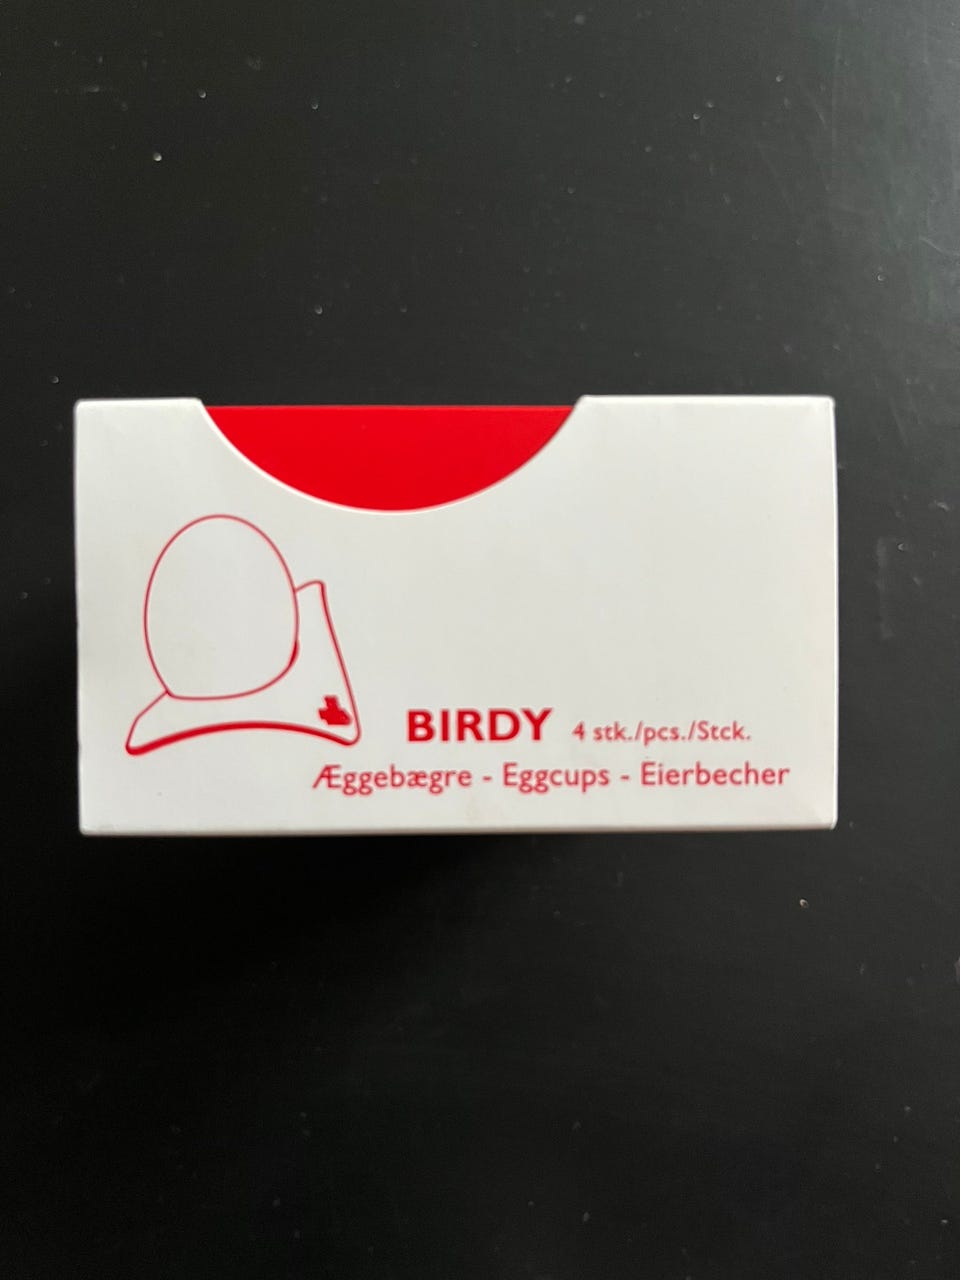 BIRDY 4 stk./pcs./Stck.
Æggebægre - Eggcups - Eierbecher